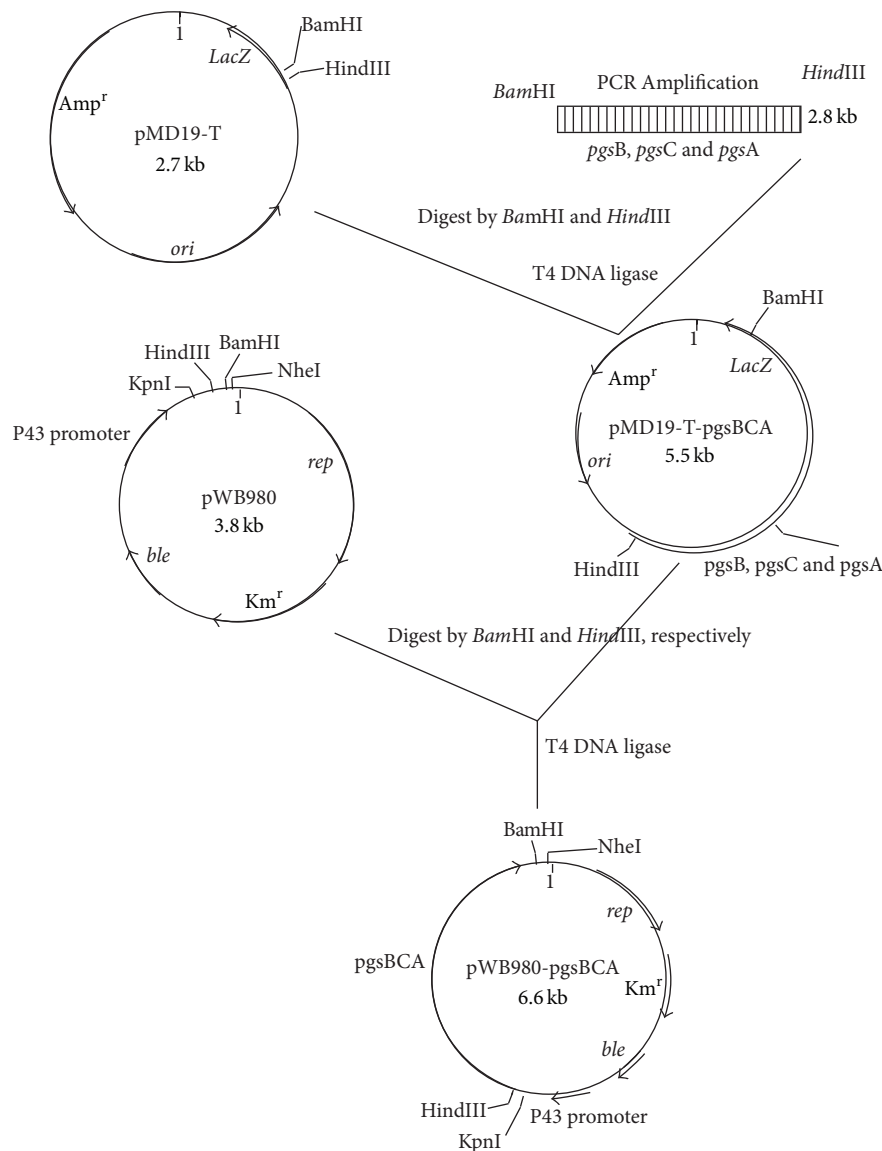 1
BamHI
LacZ
HindIII
Ampʳ
pMD19-T
2.7 kb
ori
PCR Amplification
BamHI
HindIII
2.8 kb
pgsB, pgsC and pgsA
Digest by BamHI and HindIII
T4 DNA ligase
BamHI
1
LacZ
Ampʳ
pMD19-T-pgsBCA
5.5 kb
ori
HindIII
pgsB, pgsC and pgsA
HindIII
BamHI
KpnI
NheI
1
P43 promoter
rep
pWB980
3.8 kb
ble
Kmʳ
Digest by BamHI and HindIII, respectively
T4 DNA ligase
BamHI
NheI
1
rep
pgsBCA
pWB980-pgsBCA
6.6 kb
Kmʳ
ble
HindIII
P43 promoter
KpnI